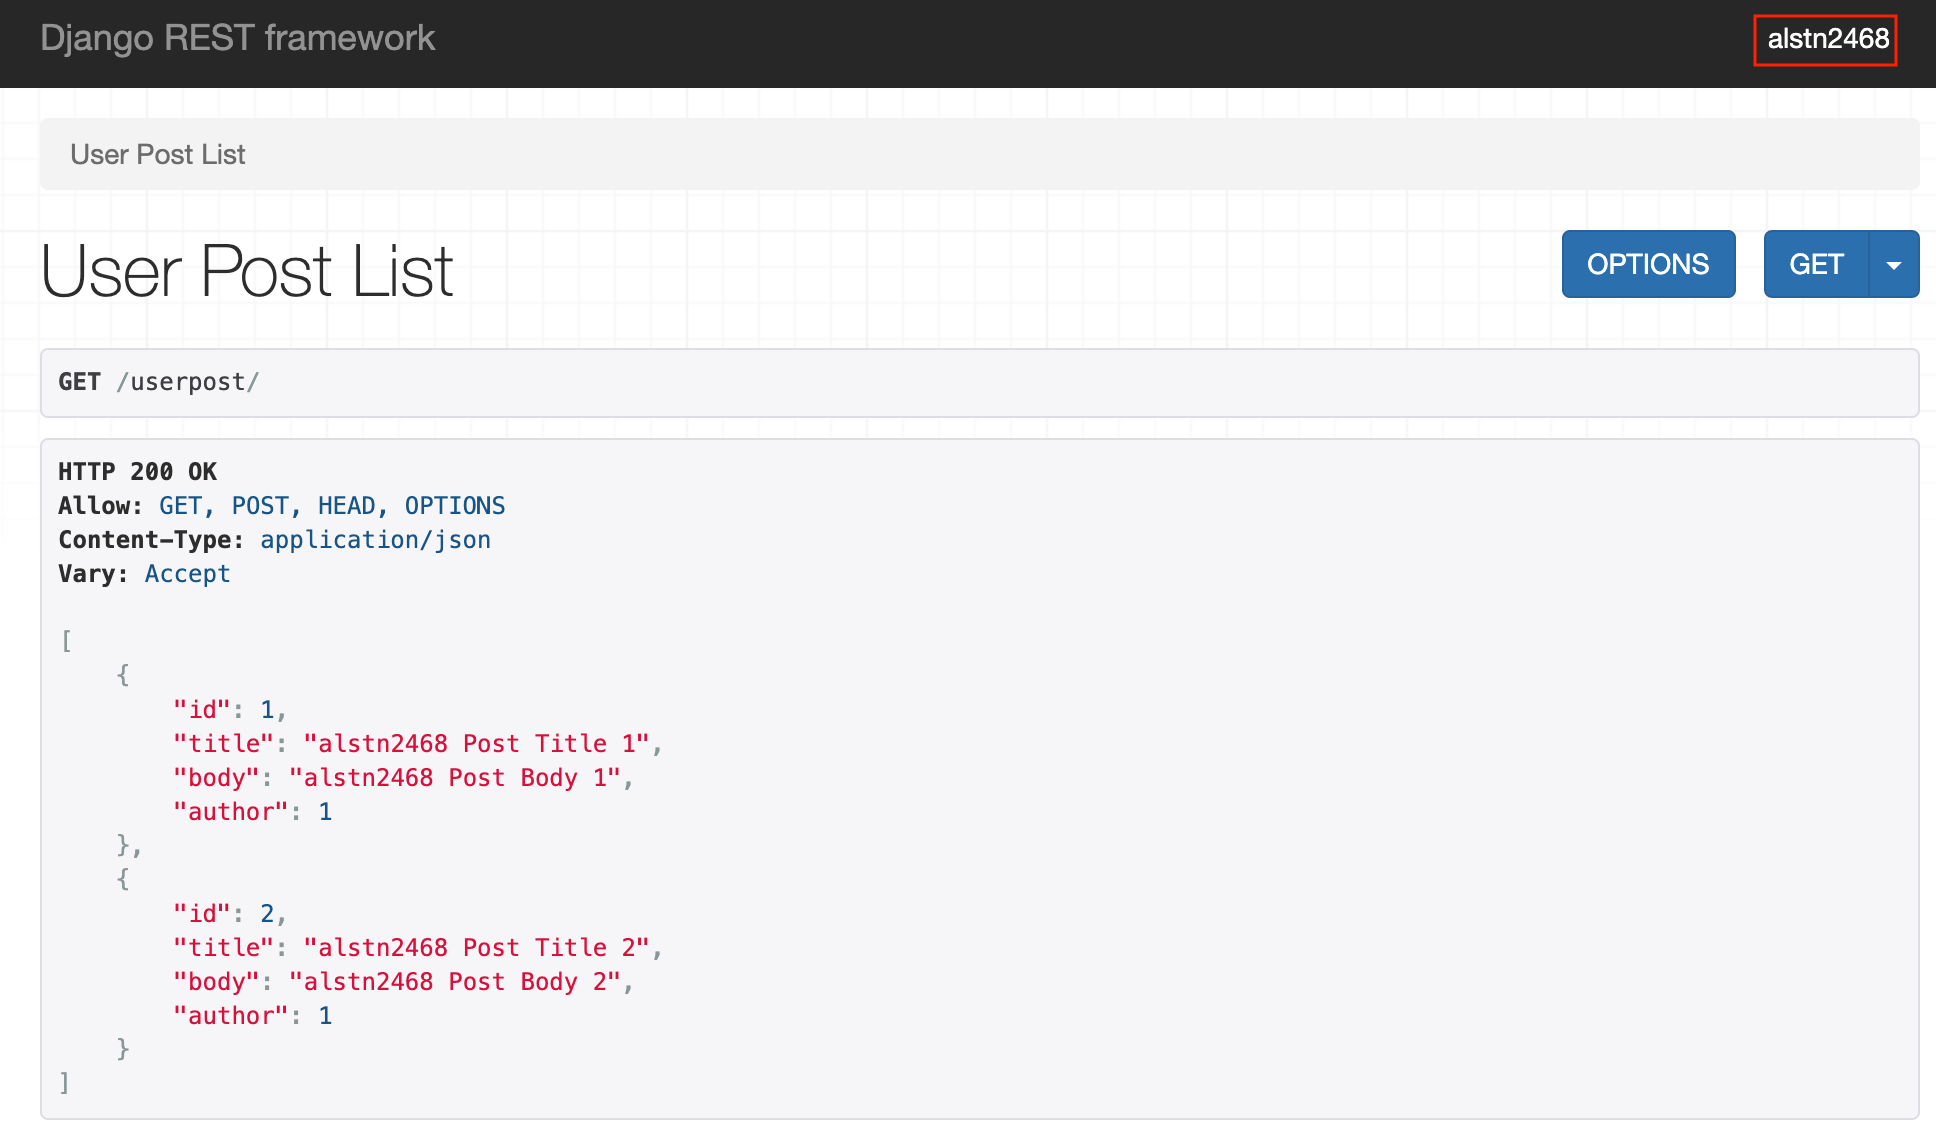 Django REST framework
alstn2468
User Post List
User Post List
OPTIONS
GET
GET /userpost/
HTTP 200 OK
Allow: GET, POST, HEAD, OPTIONS
Content-Type: application/json
Vary: Accept
[
    {
        "id": 1,
        "title": "alstn2468 Post Title 1",
        "body": "alstn2468 Post Body 1",
        "author": 1
    },
    {
        "id": 2,
        "title": "alstn2468 Post Title 2",
        "body": "alstn2468 Post Body 2",
        "author": 1
    }
]